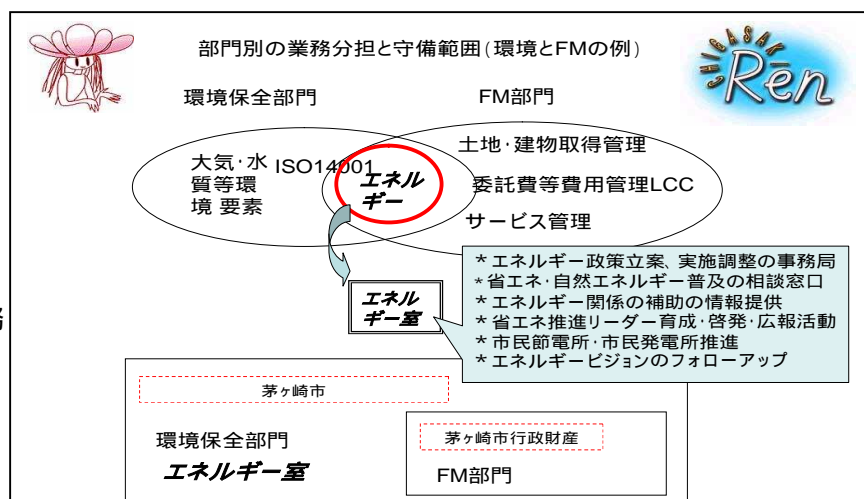 部門別の業務分担と守備範囲(環境とFMの例)
CHIGASAKI
Ren
環境保全部門
FM部門
大気・水
質等環
境 要素
ISO14001
エネル
ギー
土地・建物取得管理
委託費等費用管理LCC
サービス管理
エネル
ギー室
*エネルギー政策立案、実施調整の事務局
*省エネ・自然エネルギー普及の相談窓口
*エネルギー関係の補助の情報提供
*省エネ推進リーダー育成・啓発・広報活動
*市民節電所・市民発電所推進
*エネルギービジョンのフォローアップ
茅ヶ崎市
環境保全部門
エネルギー室
茅ヶ崎市行政財産
FM部門